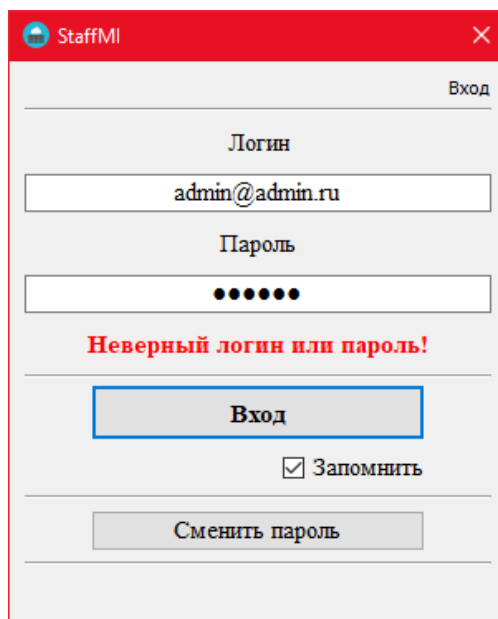 StaffMI
Вход
Логин
admin@admin.ru
Пароль
●●●●●●
Неверный логин или пароль!
Вход
Запомнить
Сменить пароль